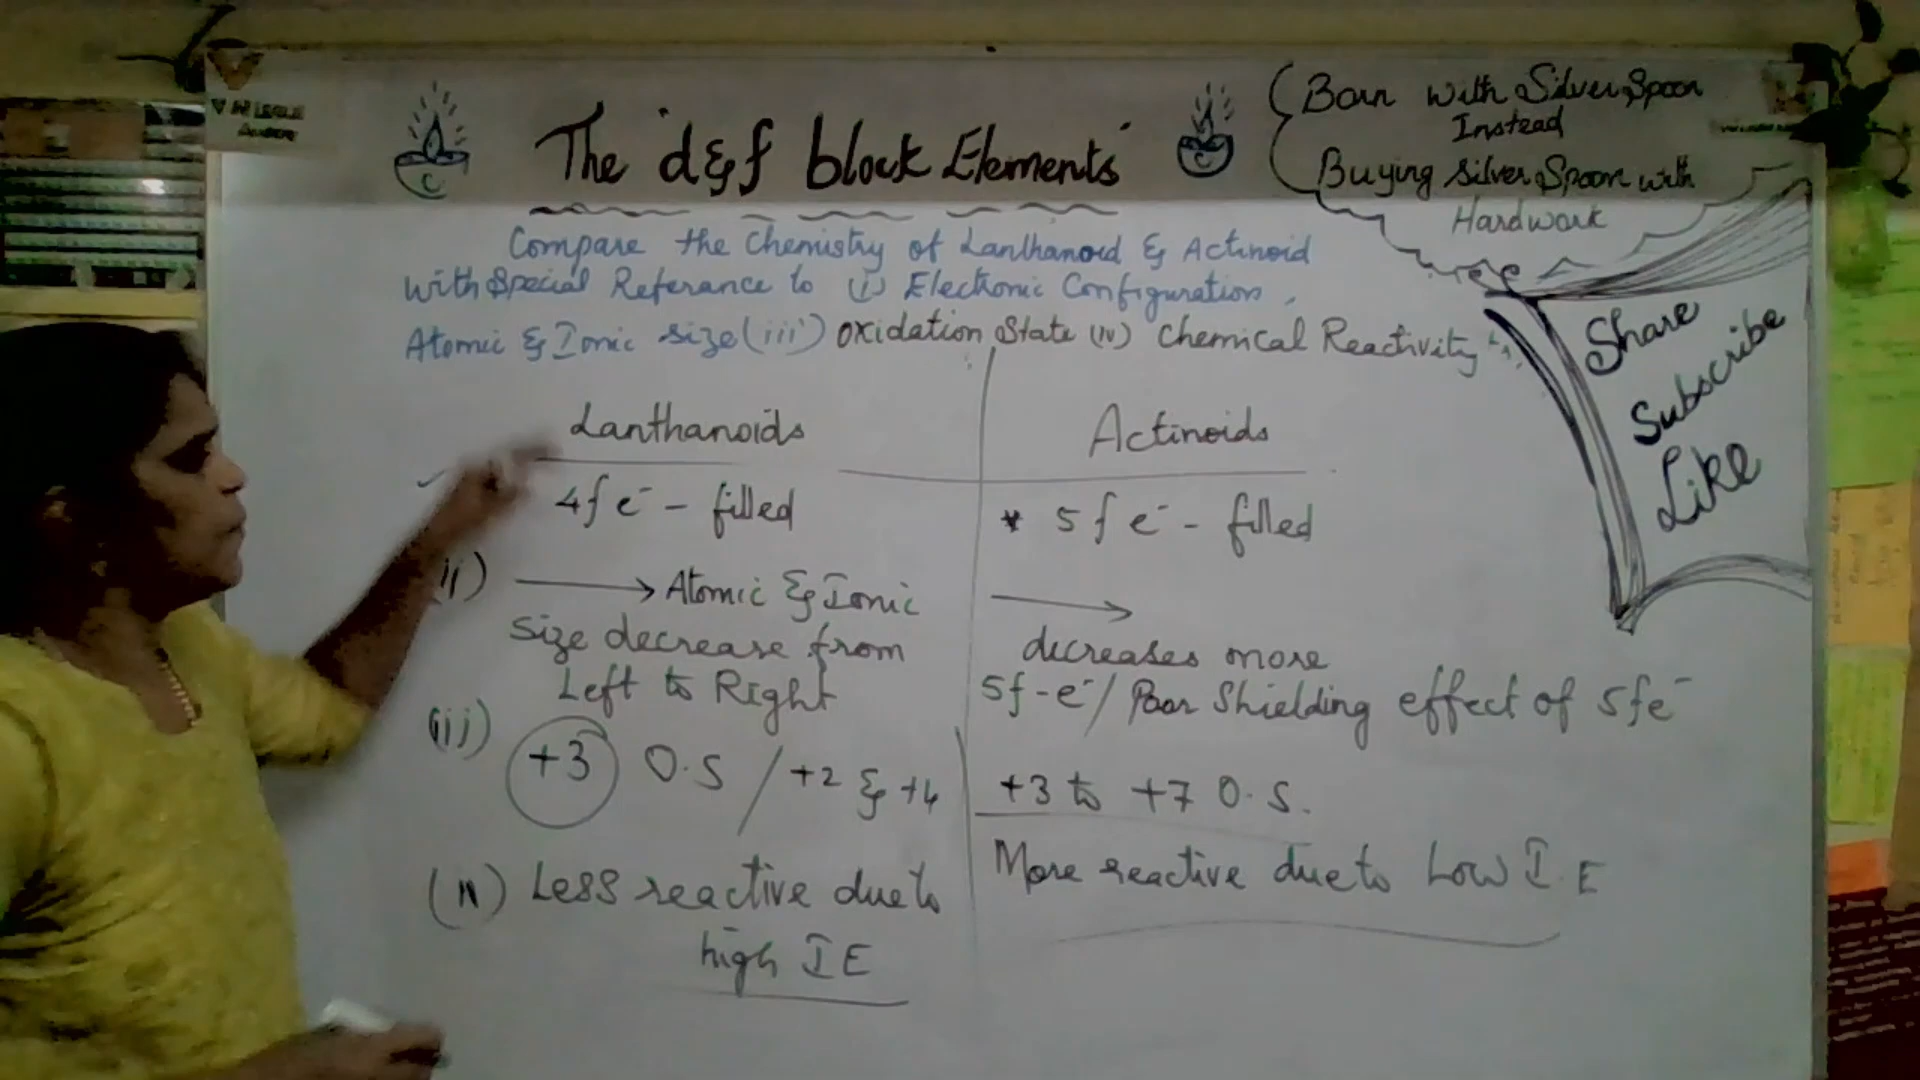 The "d & f block Elements"
(Born with Silver Spoon
Instead
Buying Silver Spoon with
Hardwork
Compare the Chemistry of Lanthanoid & Actinoid
With Special Referance to (i) Electronic Configuration,
Atomic & Ionic size (iii) Oxidation State (iv) Chemical Reactivity
Share
Subscribe
Like
Lanthanoids
Actinoids
4f e⁻ - filled
* 5f e⁻ - filled
ii) → Atomic & Ionic
Size decrease from
Left to Right
→
decreases more
5f-e⁻/ Poor Shielding effect of 5fe⁻
(iii) +3 O.S / +2 & +4
+3 to +7 O.S.
(iv) Less reactive due to
high IE
More reactive due to Low I.E